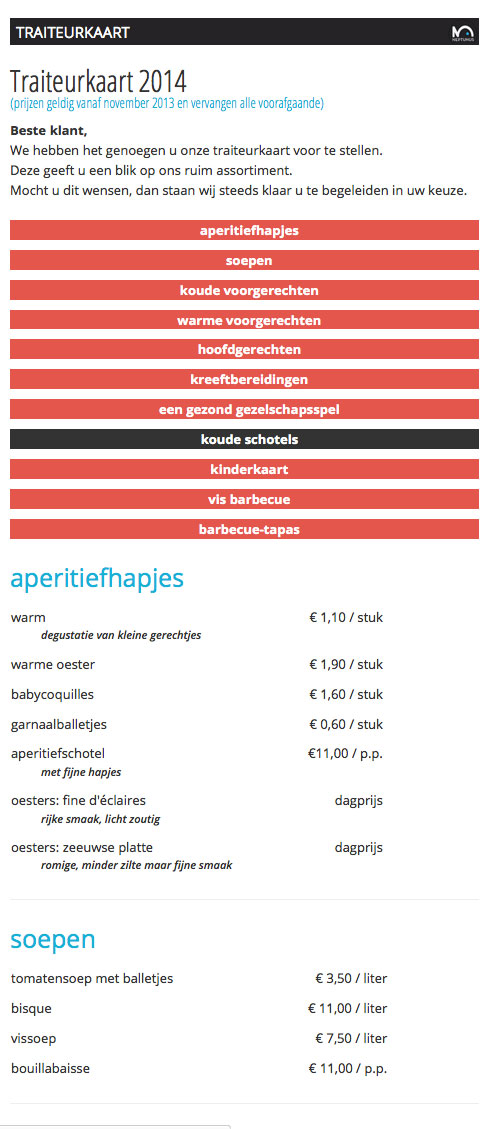 TRAITEURKAART
NEPTUNUS
Traiteurkaart 2014
(prijzen geldig vanaf november 2013 en vervangen alle voorafgaande)
Beste klant,
We hebben het genoegen u onze traiteurkaart voor te stellen.
Deze geeft u een blik op ons ruim assortiment.
Mocht u dit wensen, dan staan wij steeds klaar u te begeleiden in uw keuze.
aperitiefhapjes
soepen
koude voorgerechten
warme voorgerechten
hoofdgerechten
kreeftbereidingen
een gezond gezelschapsspel
koude schotels
kinderkaart
vis barbecue
barbecue-tapas
aperitiefhapjes
warm € 1,10 / stuk
degustatie van kleine gerechtjes
warme oester € 1,90 / stuk
babycoquilles € 1,60 / stuk
garnaalballetjes € 0,60 / stuk
aperitiefschotel €11,00 / p.p.
met fijne hapjes
oesters: fine d'éclaires dagprijs
rijke smaak, licht zoutig
oesters: zeeuwse platte dagprijs
romige, minder zilte maar fijne smaak
soepen
tomatensoep met balletjes € 3,50 / liter
bisque € 11,00 / liter
vissoep € 7,50 / liter
bouillabaisse € 11,00 / p.p.